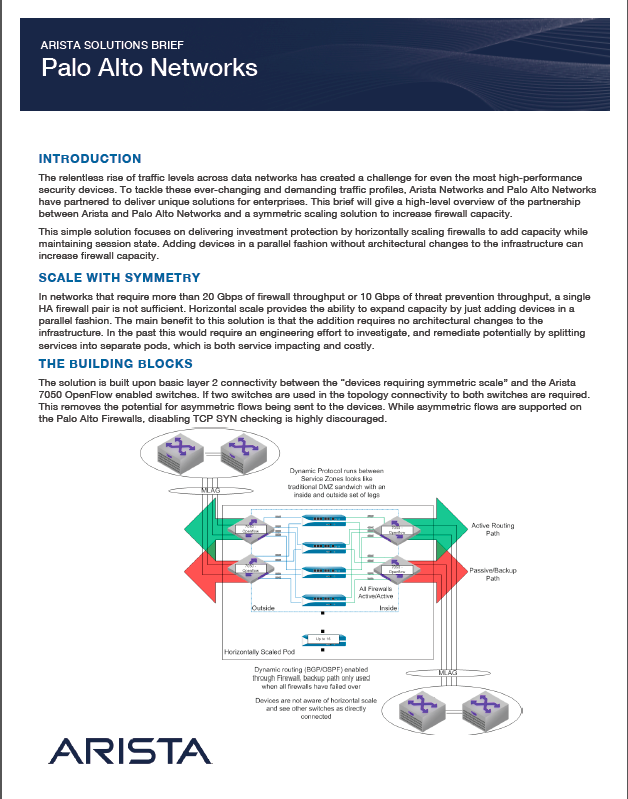 ARISTA SOLUTIONS BRIEF
Palo Alto Networks
INTRODUCTION
The relentless rise of traffic levels across data networks has created a challenge for even the most high-performance
security devices. To tackle these ever-changing and demanding traffic profiles, Arista Networks and Palo Alto Networks
have partnered to deliver unique solutions for enterprises. This brief will give a high-level overview of the partnership
between Arista and Palo Alto Networks and a symmetric scaling solution to increase firewall capacity.
This simple solution focuses on delivering investment protection by horizontally scaling firewalls to add capacity while
maintaining session state. Adding devices in a parallel fashion without architectural changes to the infrastructure can
increase firewall capacity.
SCALE WITH SYMMETRY
In networks that require more than 20 Gbps of firewall throughput or 10 Gbps of threat prevention throughput, a single
HA firewall pair is not sufficient. Horizontal scale provides the ability to expand capacity by just adding devices in a
parallel fashion. The main benefit to this solution is that the addition requires no architectural changes to the
infrastructure. In the past this would require an engineering effort to investigate, and remediate potentially by splitting
services into separate pods, which is both service impacting and costly.
THE BUILDING BLOCKS
The solution is built upon basic layer 2 connectivity between the “devices requiring symmetric scale” and the Arista
7050 OpenFlow enabled switches. If two switches are used in the topology connectivity to both switches are required.
This removes the potential for asymmetric flows being sent to the devices. While asymmetric flows are supported on
the Palo Alto Firewalls, disabling TCP SYN checking is highly discouraged.
Dynamic Protocol runs between
Service Zones looks like
traditional DMZ sandwich with an
inside and outside set of legs
MLAG
7050
Openflow
7050
Openflow
Active Routing
Path
7050
Openflow
7050
Openflow
Passive/Backup
Path
All Firewalls
Active/Active
Outside
Inside
Up to 16
Horizontally Scaled Pod
Dynamic routing (BGP/OSPF) enabled
through Firewall, backup path only used
when all firewalls have failed over
MLAG
Devices are not aware of horizontal scale
and see other switches as directly
connected
ARISTA